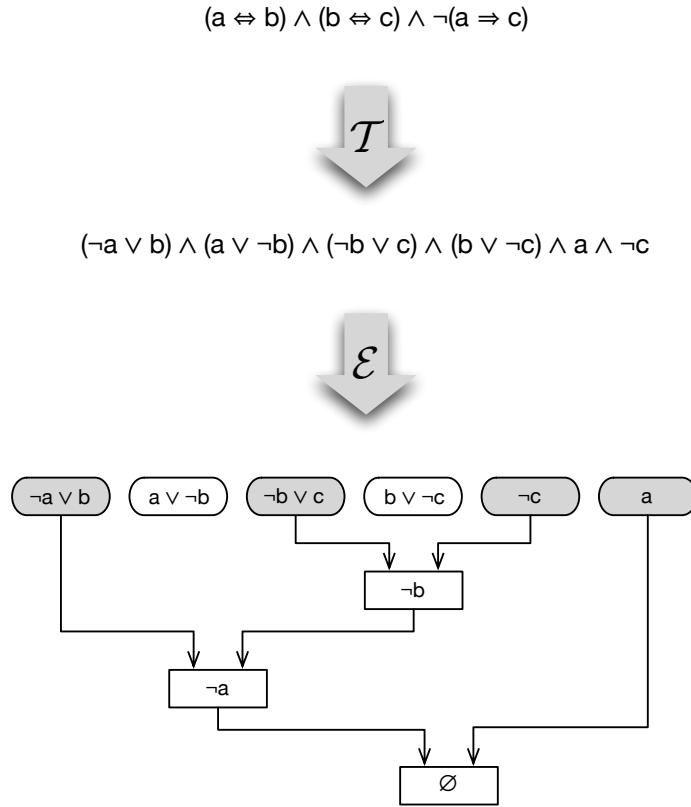 (a ⇔ b) ∧ (b ⇔ c) ∧ ¬(a ⇒ c)
𝒯
(¬a ∨ b) ∧ (a ∨ ¬b) ∧ (¬b ∨ c) ∧ (b ∨ ¬c) ∧ a ∧ ¬c
ℰ
¬a ∨ b a ∨ ¬b ¬b ∨ c b ∨ ¬c ¬c a
¬b
¬a
∅